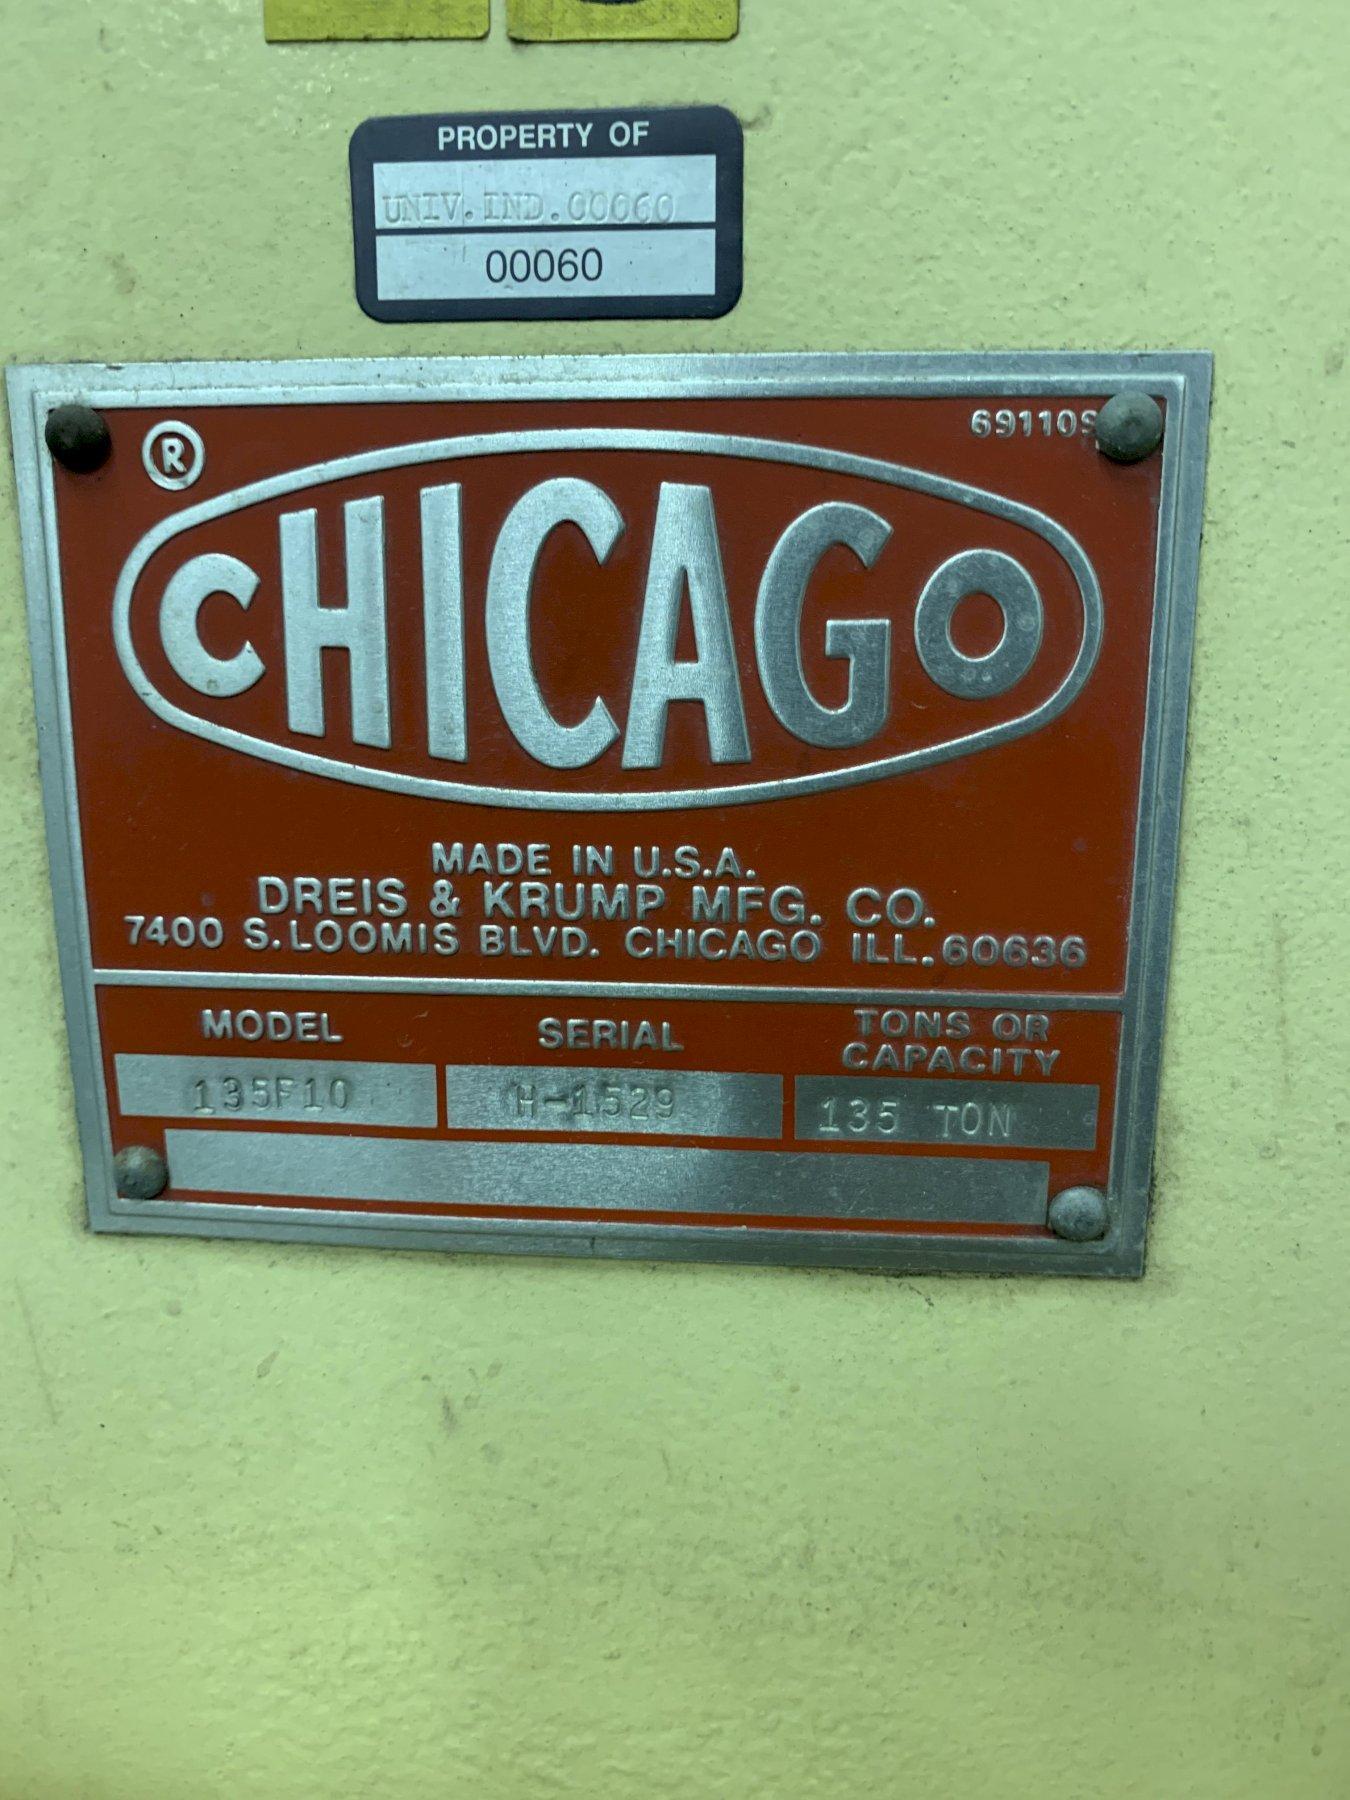 PROPERTY OF
UNIV. IND. 00060
00060
®
CHICAGO
MADE IN U.S.A.
DREIS & KRUMP MFG. CO.
7400 S. LOOMIS BLVD. CHICAGO ILL. 60636
MODEL SERIAL TONS OR CAPACITY
135F10 H-1529 135 TON